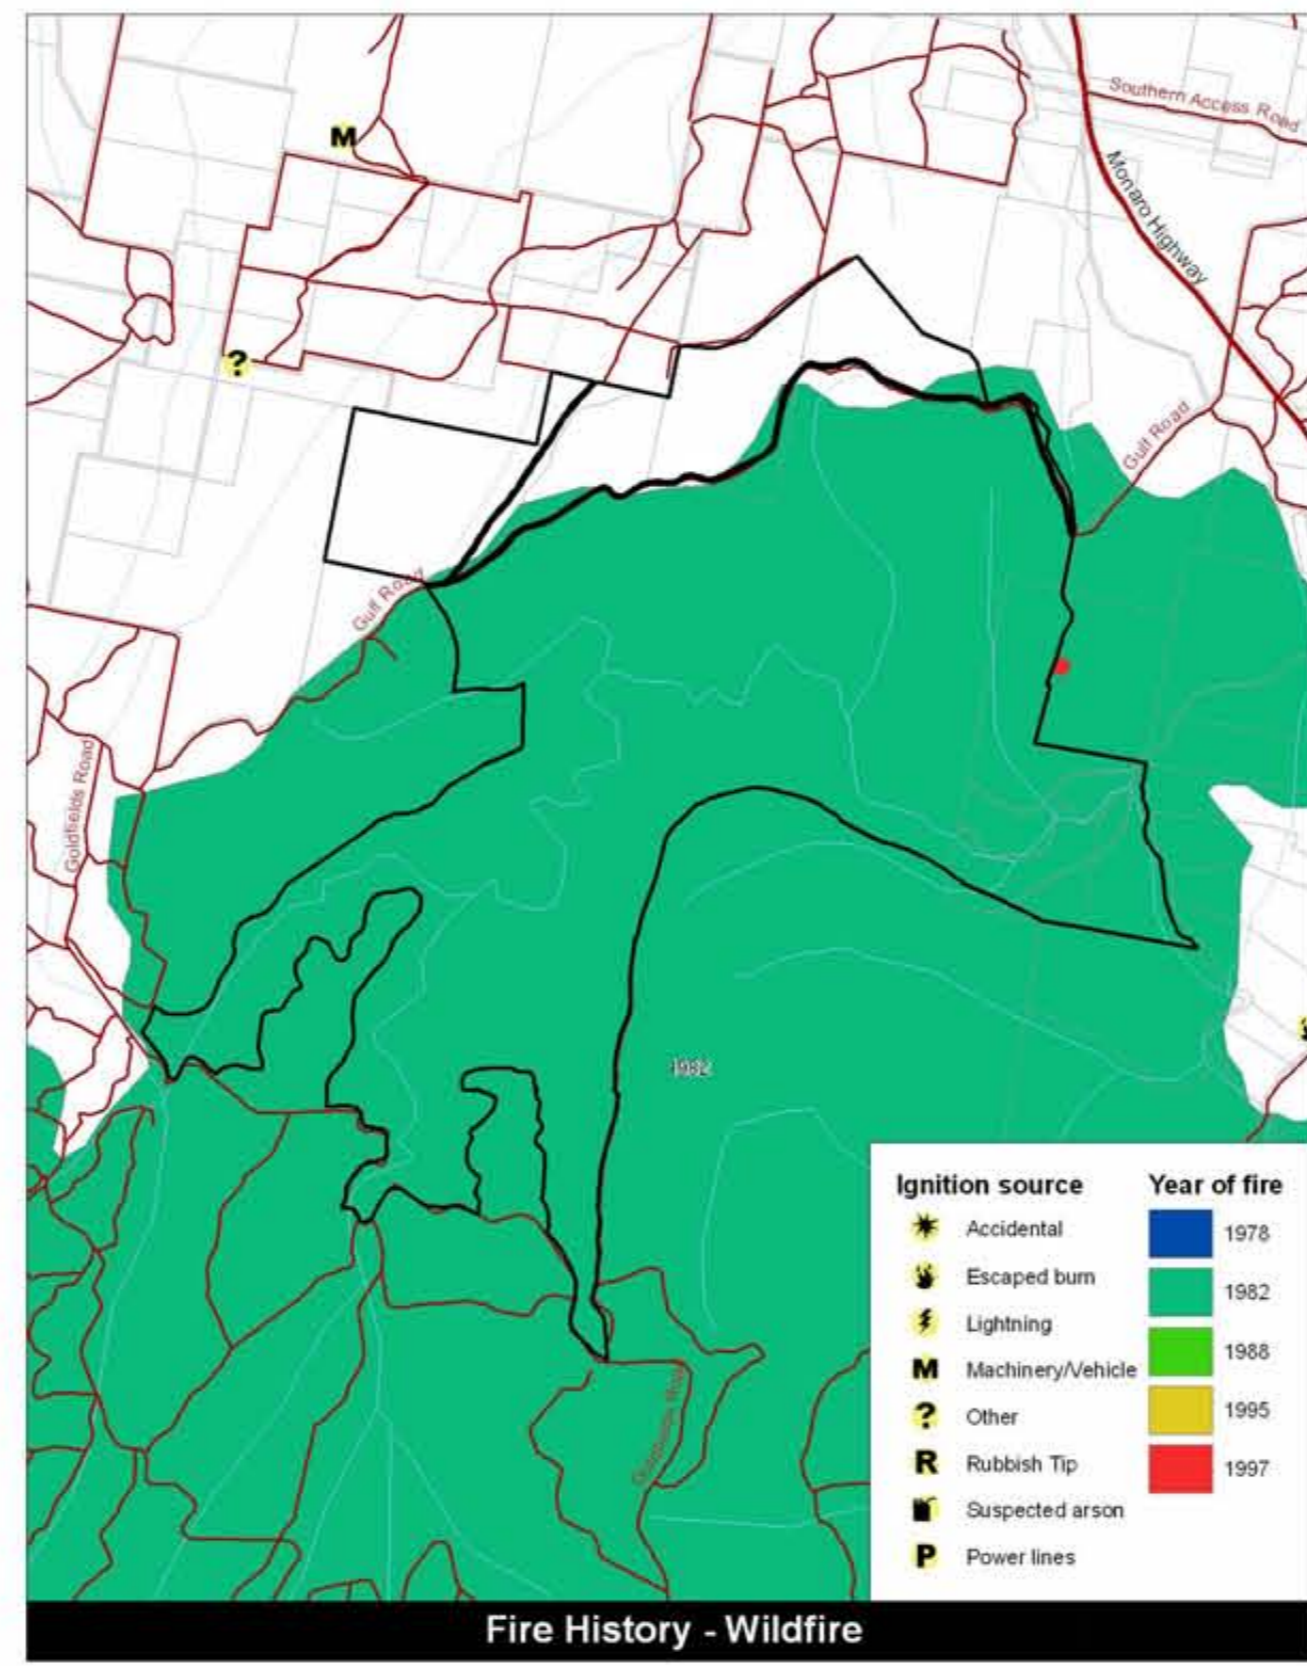 M
Southern Access Road
Monaro Highway
?
Gulf Road
Gulf Road
Goldfields Road
1982
Ignition source
Year of fire
Accidental
1978
Escaped burn
1982
Lightning
1988
M Machinery/Vehicle
? Other
1995
R Rubbish Tip
1997
Suspected arson
P Power lines
Fire History - Wildfire